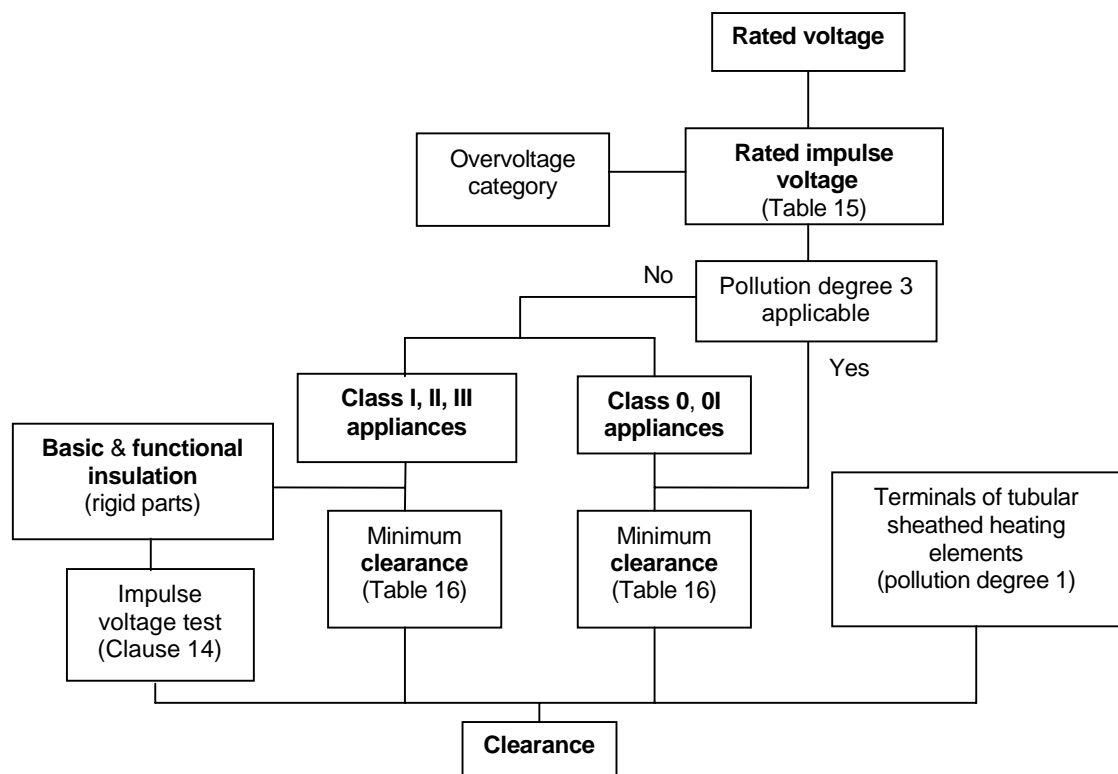 Rated voltage
Overvoltage
category
Rated impulse
voltage
(Table 15)
No
Pollution degree 3
applicable
Yes
Class I, II, III
appliances
Class 0, 0I
appliances
Basic & functional
insulation
(rigid parts)
Terminals of tubular
sheathed heating
elements
(pollution degree 1)
Minimum
clearance
(Table 16)
Minimum
clearance
(Table 16)
Impulse
voltage test
(Clause 14)
Clearance